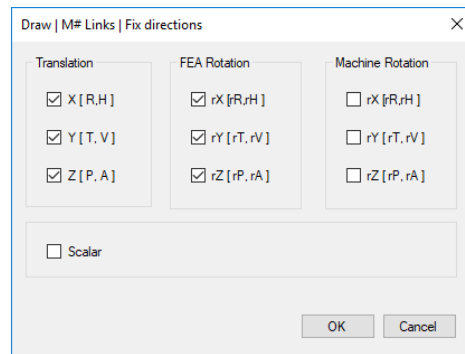 Draw | M# Links | Fix directions
Translation
X [ R,H ]
Y [ T, V ]
Z [ P, A ]
FEA Rotation
rX [rR,rH ]
rY [ rT, rV ]
rZ [ rP, rA ]
Machine Rotation
rX [rR,rH ]
rY [ rT, rV ]
rZ [ rP, rA ]
Scalar
OK
Cancel